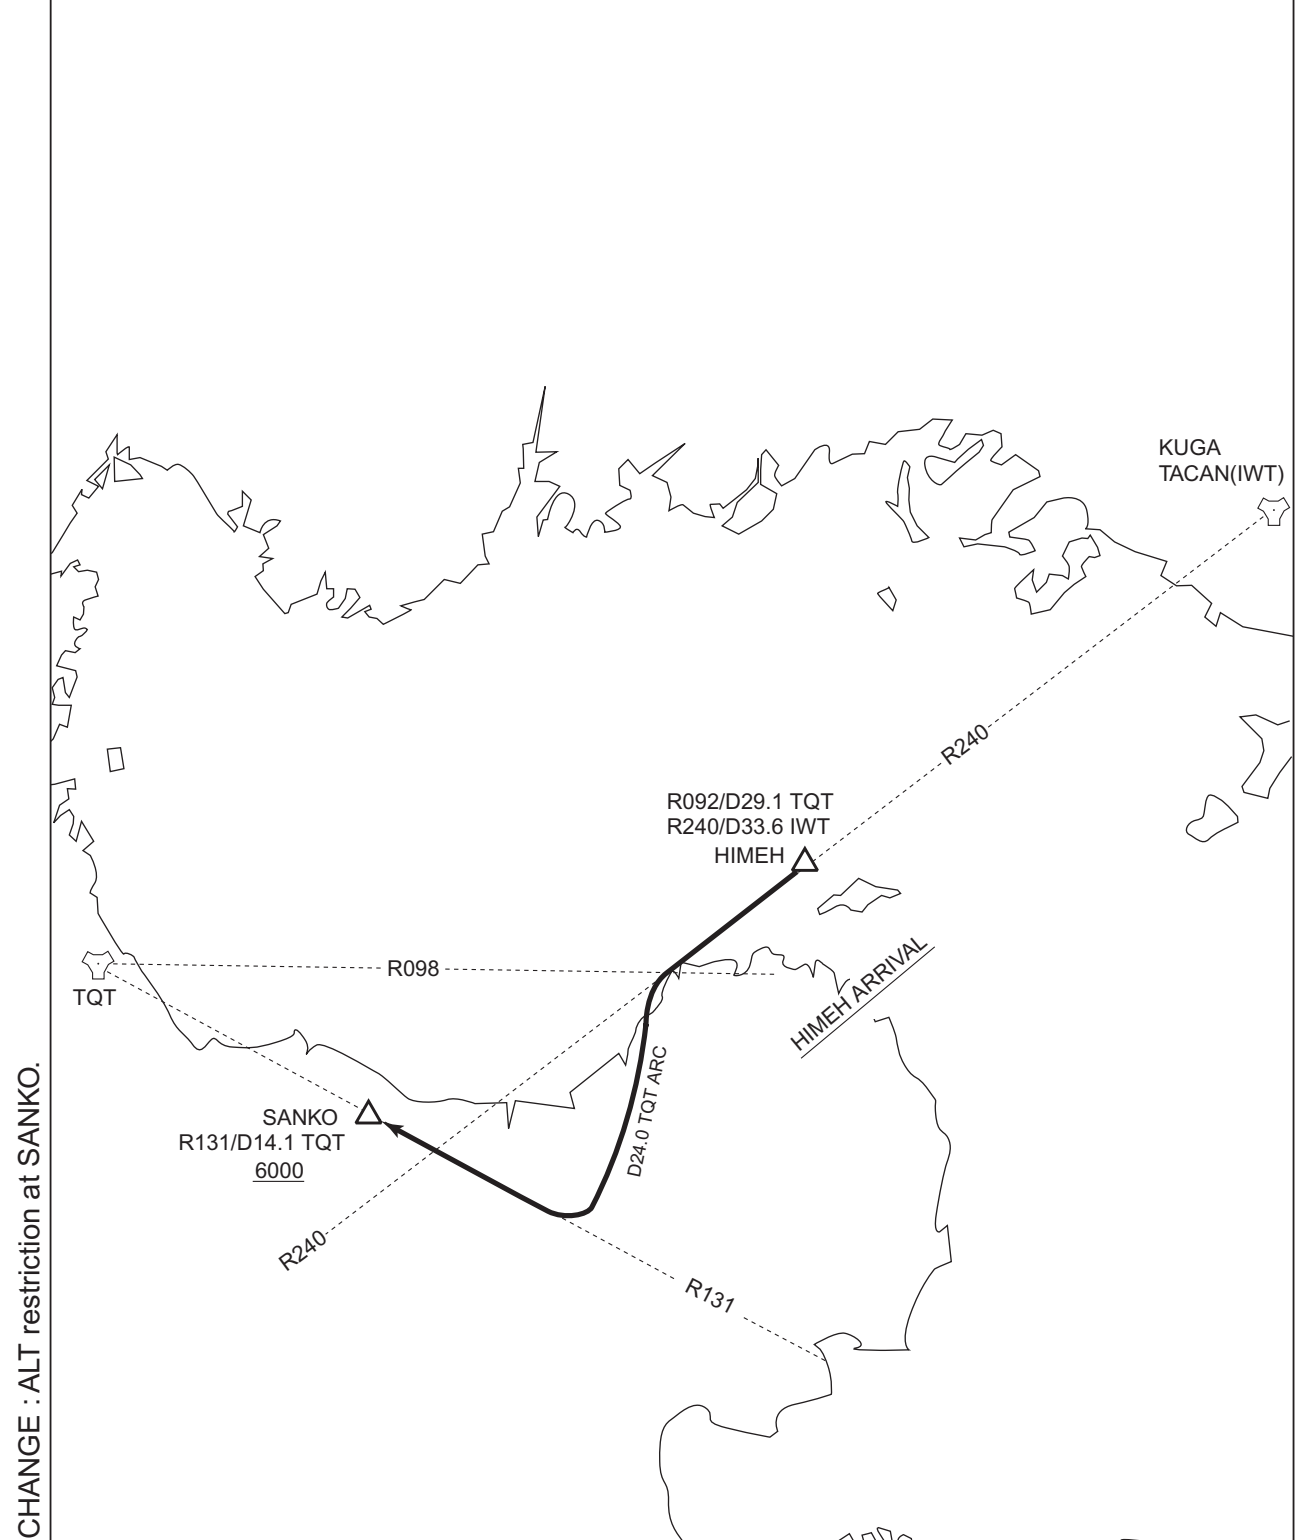 KUGA
TACAN(IWT)
R240
R092/D29.1 TQT
R240/D33.6 IWT
HIMEH
HIMEH ARRIVAL
R098
TQT
D24.0 TQT ARC
SANKO
R131/D14.1 TQT
6000
R240
R131
CHANGE : ALT restriction at SANKO.